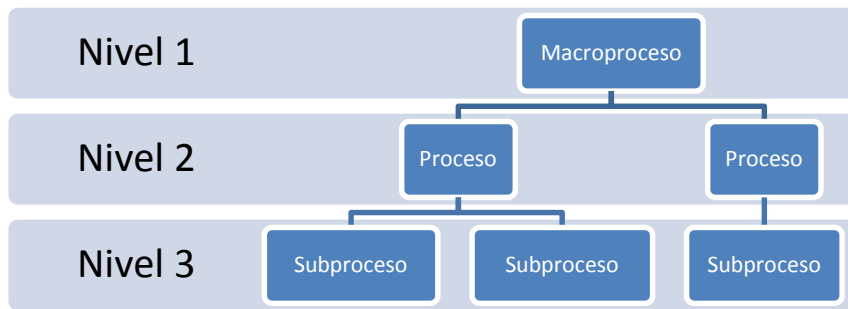 Nivel 1
Macroproceso
Nivel 2
Proceso
Proceso
Nivel 3
Subproceso
Subproceso
Subproceso